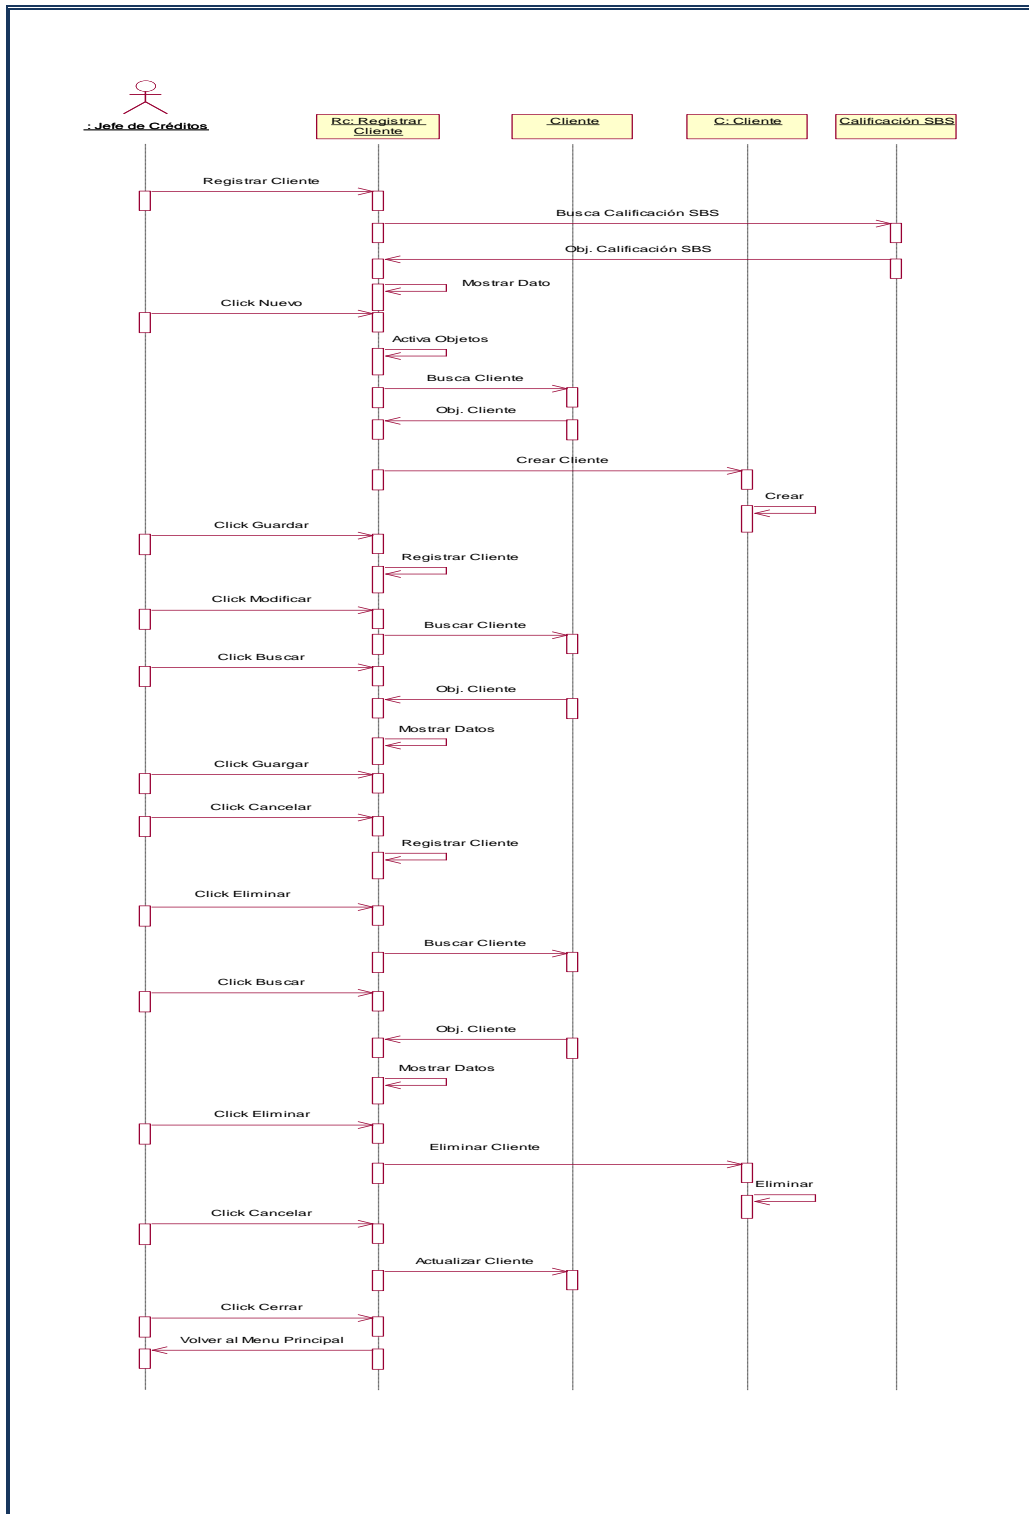 : Jefe de Créditos
Rc: Registrar
Cliente
Cliente
C: Cliente
Calificación SBS
Registrar Cliente
Busca Calificación SBS
Obj. Calificación SBS
Mostrar Dato
Click Nuevo
Activa Objetos
Busca Cliente
Obj. Cliente
Crear Cliente
Crear
Click Guardar
Registrar Cliente
Click Modificar
Buscar Cliente
Click Buscar
Obj. Cliente
Mostrar Datos
Click Guargar
Click Cancelar
Registrar Cliente
Click Eliminar
Buscar Cliente
Click Buscar
Obj. Cliente
Mostrar Datos
Click Eliminar
Eliminar Cliente
Eliminar
Click Cancelar
Actualizar Cliente
Click Cerrar
Volver al Menu Principal